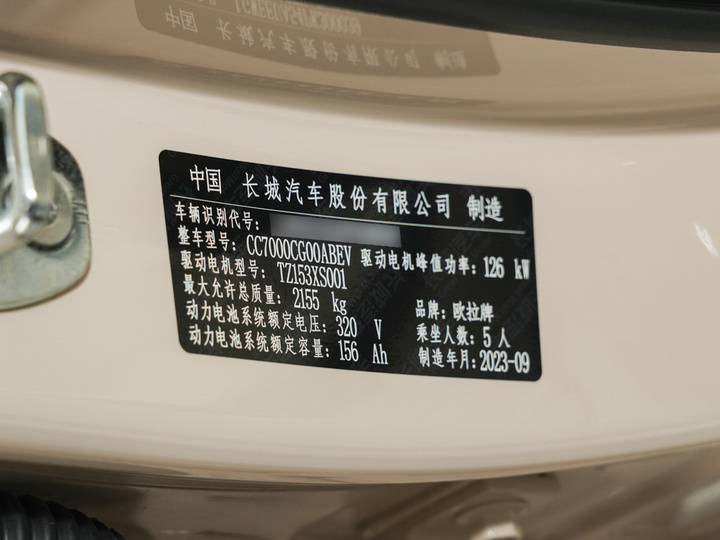 中国 长城汽车股份有限公司 制造
车辆识别代号:
整车型号: CC7000CG00ABEV 驱动电机峰值功率: 126 kW
驱动电机型号: TZ153XS001
最大允许总质量: 2155 kg 品牌: 欧拉牌
动力电池系统额定电压: 320 V 乘坐人数: 5 人
动力电池系统额定容量: 156 Ah 制造年月: 2023-09